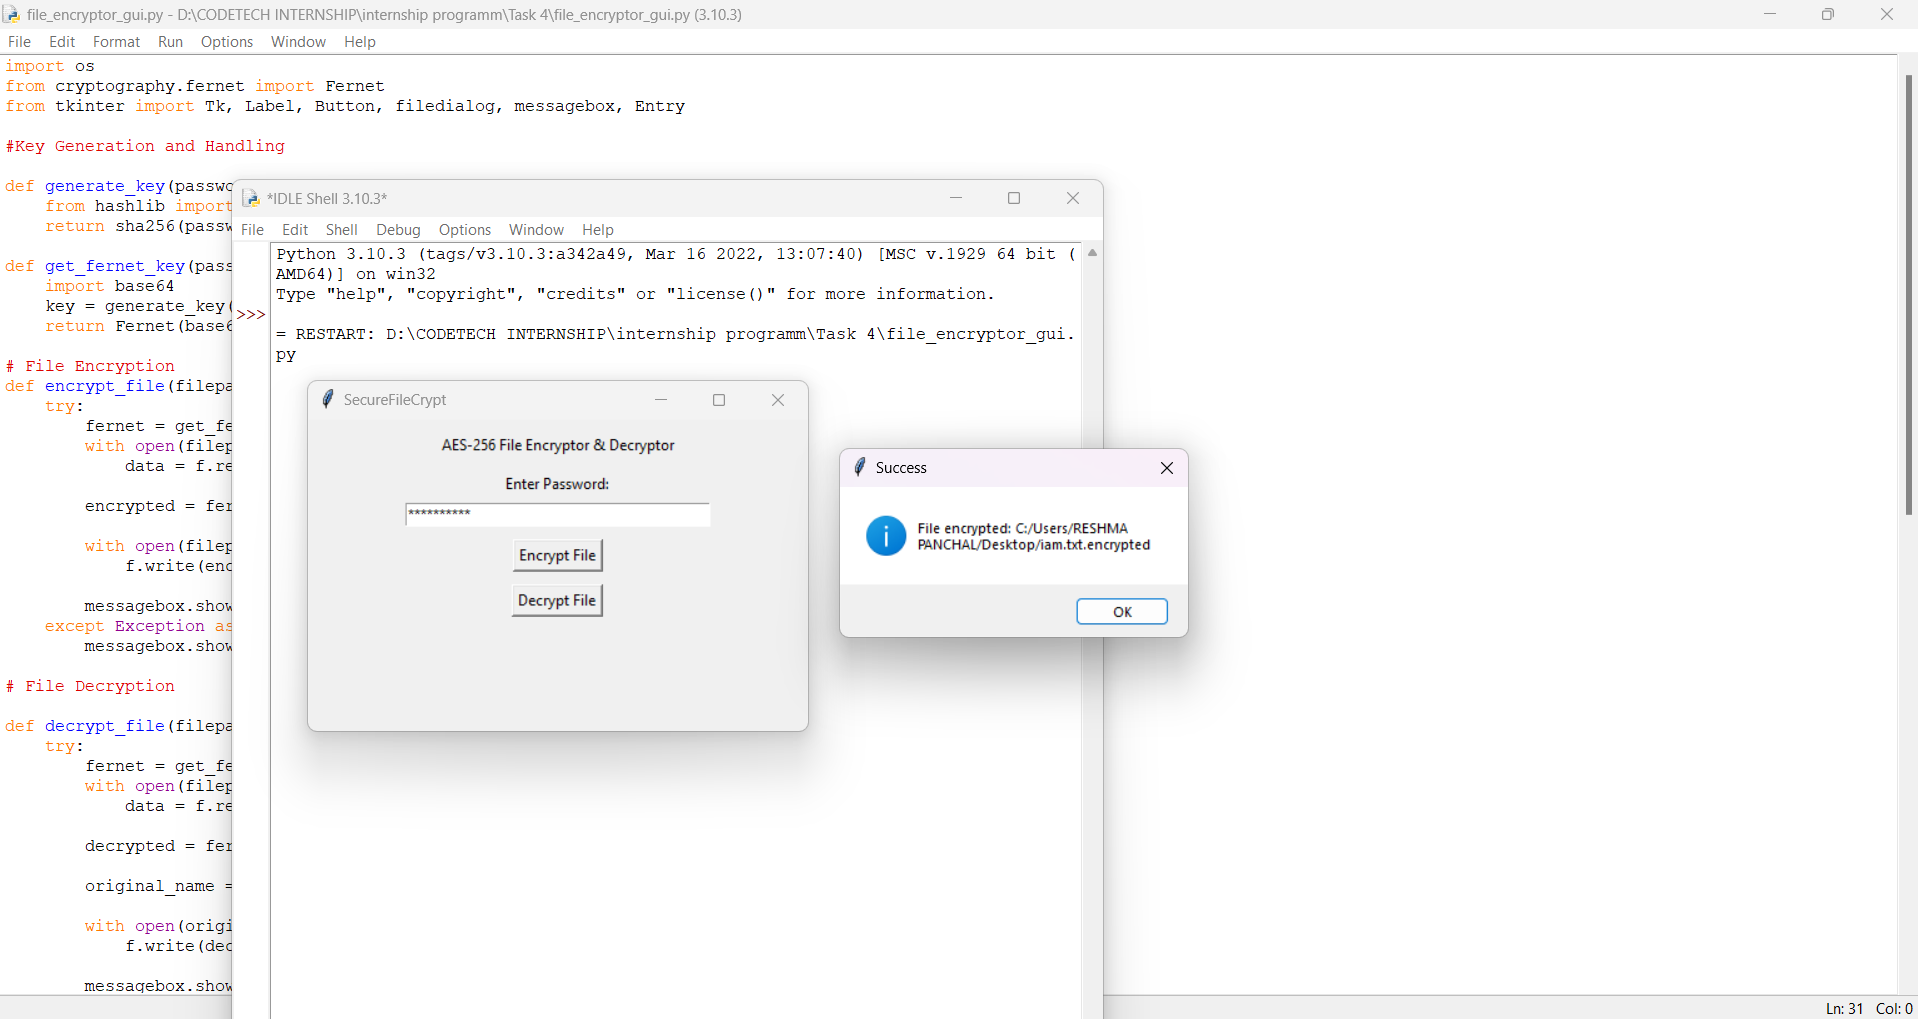 file_encryptor_gui.py - D:\CODETECH INTERNSHIP\internship programm\Task 4\file_encryptor_gui.py (3.10.3)
File Edit Format Run Options Window Help
import os
from cryptography.fernet import Fernet
from tkinter import Tk, Label, Button, filedialog, messagebox, Entry
#Key Generation and Handling
def generate_key(passwo
from hashlib import
return sha256(passw
def get_fernet_key(pass
import base64
key = generate_key(
return Fernet(base6
# File Encryption
def encrypt_file(filepa
try:
fernet = get_fe
with open(filep
data = f.re
encrypted = fer
with open(filep
f.write(enc
messagebox.show
except Exception as
messagebox.show
# File Decryption
def decrypt_file(filepa
try:
fernet = get_fe
with open(filep
data = f.re
decrypted = fer
original_name =
with open(origi
f.write(dec
messagebox.show
*IDLE Shell 3.10.3*
File Edit Shell Debug Options Window Help
Python 3.10.3 (tags/v3.10.3:a342a49, Mar 16 2022, 13:07:40) [MSC v.1929 64 bit (
AMD64)] on win32
Type "help", "copyright", "credits" or "license()" for more information.
>>>
= RESTART: D:\CODETECH INTERNSHIP\internship programm\Task 4\file_encryptor_gui.
py
SecureFileCrypt
AES-256 File Encryptor & Decryptor
Enter Password:
**********
Encrypt File
Decrypt File
Success
File encrypted: C:/Users/RESHMA
PANCHAL/Desktop/iam.txt.encrypted
OK
Ln: 31 Col: 0